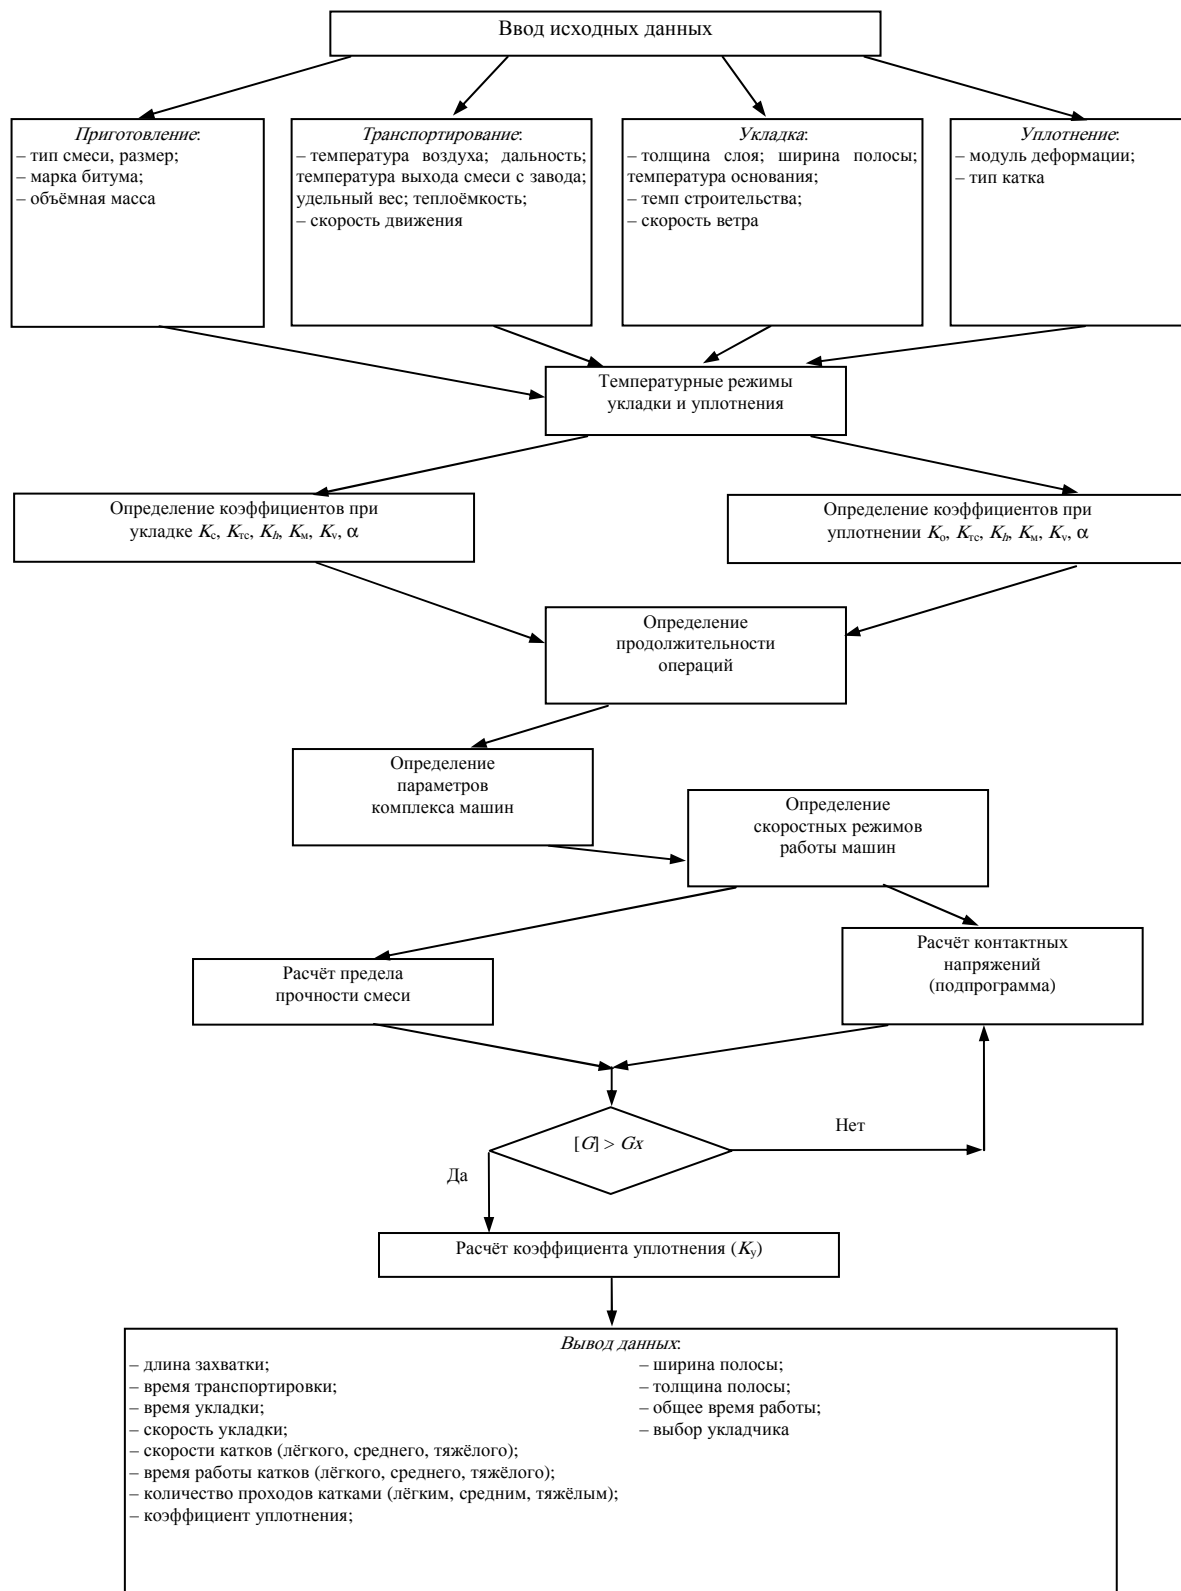 Ввод исходных данных
Приготовление:
– тип смеси, размер;
– марка битума;
– объёмная масса
Транспортирование:
– температура воздуха; дальность;
температура выхода смеси с завода;
удельный вес; теплоёмкость;
– скорость движения
Укладка:
– толщина слоя; ширина полосы;
температура основания;
– темп строительства;
– скорость ветра
Уплотнение:
– модуль деформации;
– тип катка
Температурные режимы
укладки и уплотнения
Определение коэффициентов при
укладке Kс, Kтс, Kh, Kм, Kv, α
Определение коэффициентов при
уплотнении Kо, Kтс, Kh, Kм, Kv, α
Определение
продолжительности
операций
Определение
параметров
комплекса машин
Определение
скоростных режимов
работы машин
Расчёт предела
прочности смеси
Расчёт контактных
напряжений
(подпрограмма)
[G] > Gx
Нет
Да
Расчёт коэффициента уплотнения (Kу)
Вывод данных:
– длина захватки;
– время транспортировки;
– время укладки;
– скорость укладки;
– скорости катков (лёгкого, среднего, тяжёлого);
– время работы катков (лёгкого, среднего, тяжёлого);
– количество проходов катками (лёгким, средним, тяжёлым);
– коэффициент уплотнения;
– ширина полосы;
– толщина полосы;
– общее время работы;
– выбор укладчика